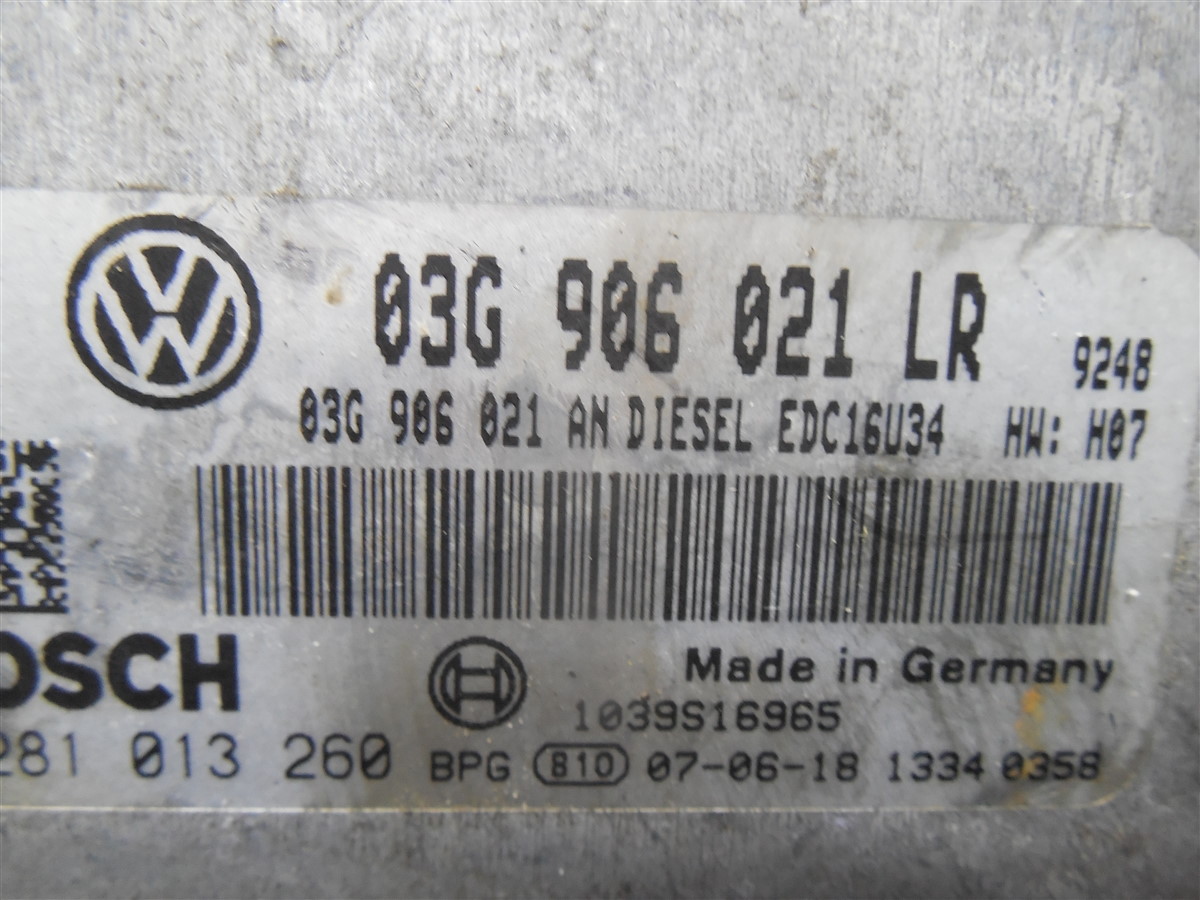 03G 906 021 LR 9248
03G 906 021 AN DIESEL EDC16U34 HW: H07
OSCH
Made in Germany
1039S16965
281 013 260 BPG 810 07-06-18 1334 0358